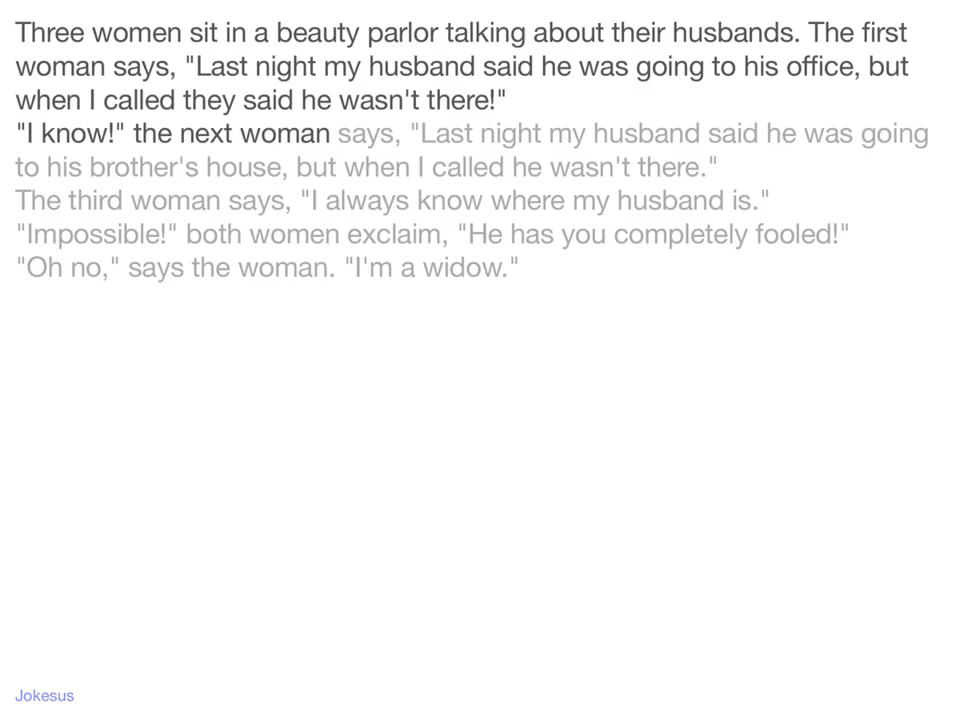 Three women sit in a beauty parlor talking about their husbands. The first
woman says, "Last night my husband said he was going to his office, but
when I called they said he wasn't there!"
"I know!" the next woman says, "Last night my husband said he was going
to his brother's house, but when I called he wasn't there."
The third woman says, "I always know where my husband is."
"Impossible!" both women exclaim, "He has you completely fooled!"
"Oh no," says the woman. "I'm a widow."
Jokesus